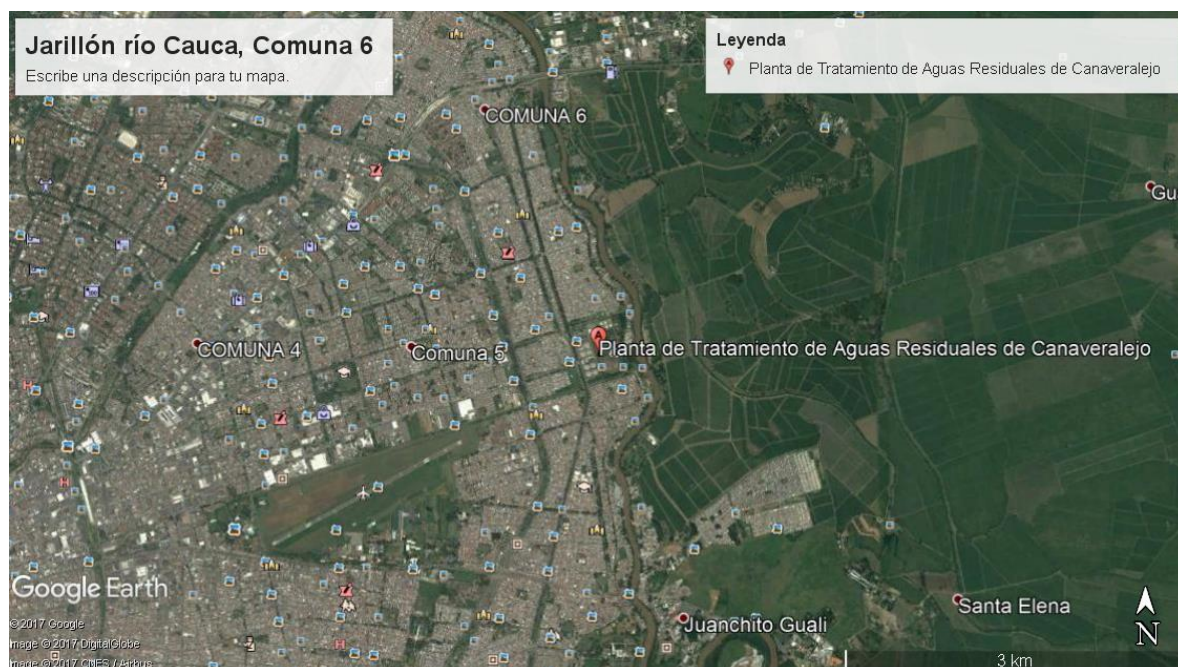 Jarillón río Cauca, Comuna 6
Escribe una descripción para tu mapa.
Leyenda
Planta de Tratamiento de Aguas Residuales de Canaveralejo
COMUNA 6
Gu
COMUNA 4
Comuna 5
A
Planta de Tratamiento de Aguas Residuales de Canaveralejo
H
H
H
Google Earth
© 2017 Google
Image © 2017 DigitalGlobe
Image © 2017 CNES / Airbus
Juanchito Guali
Santa Elena
N
3 km